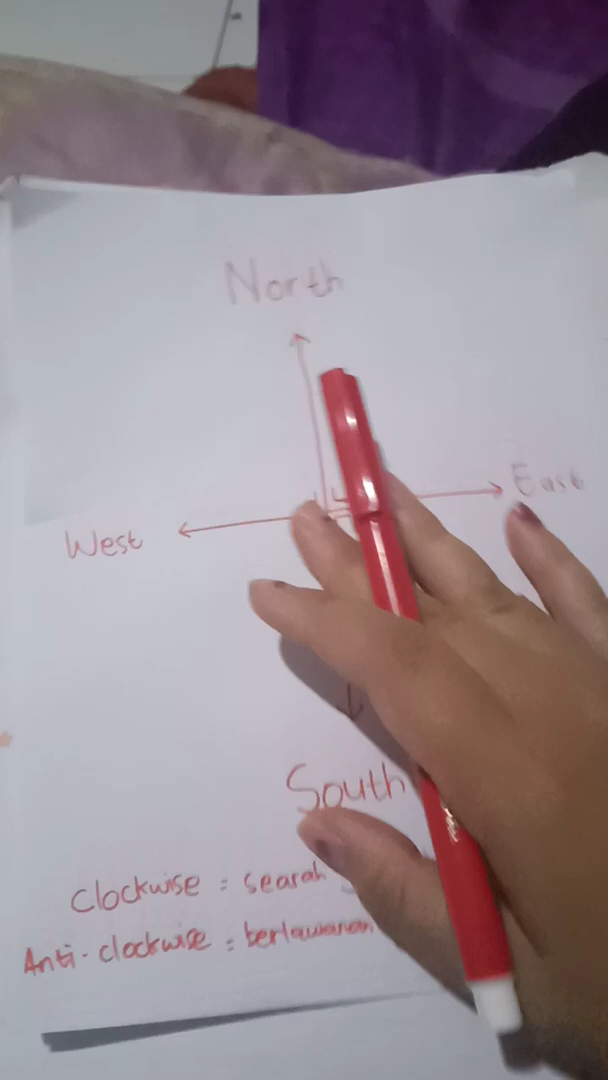 North
East
West
South
Clockwise = searah
Anti-clockwise = berlawanan